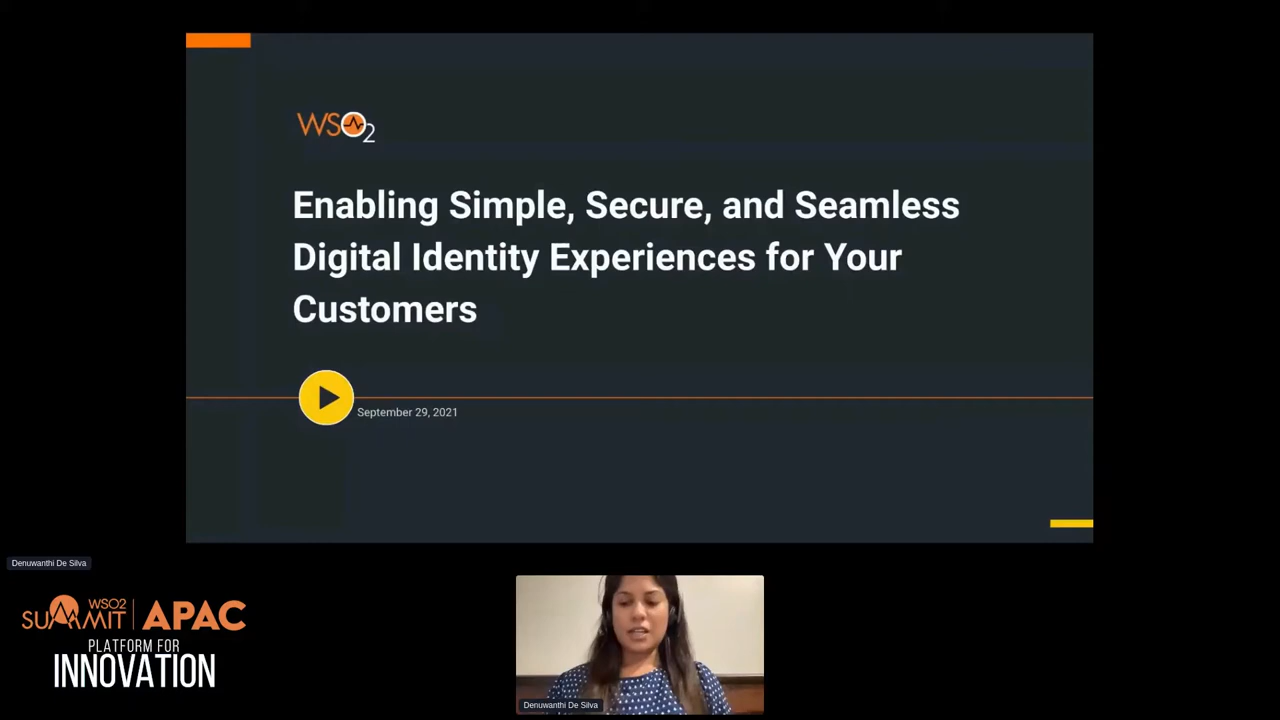 WSO2
Enabling Simple, Secure, and Seamless
Digital Identity Experiences for Your
Customers
September 29, 2021
Denuwanthi De Silva
WSO2
SUMMIT APAC
PLATFORM FOR
INNOVATION
Denuwanthi De Silva